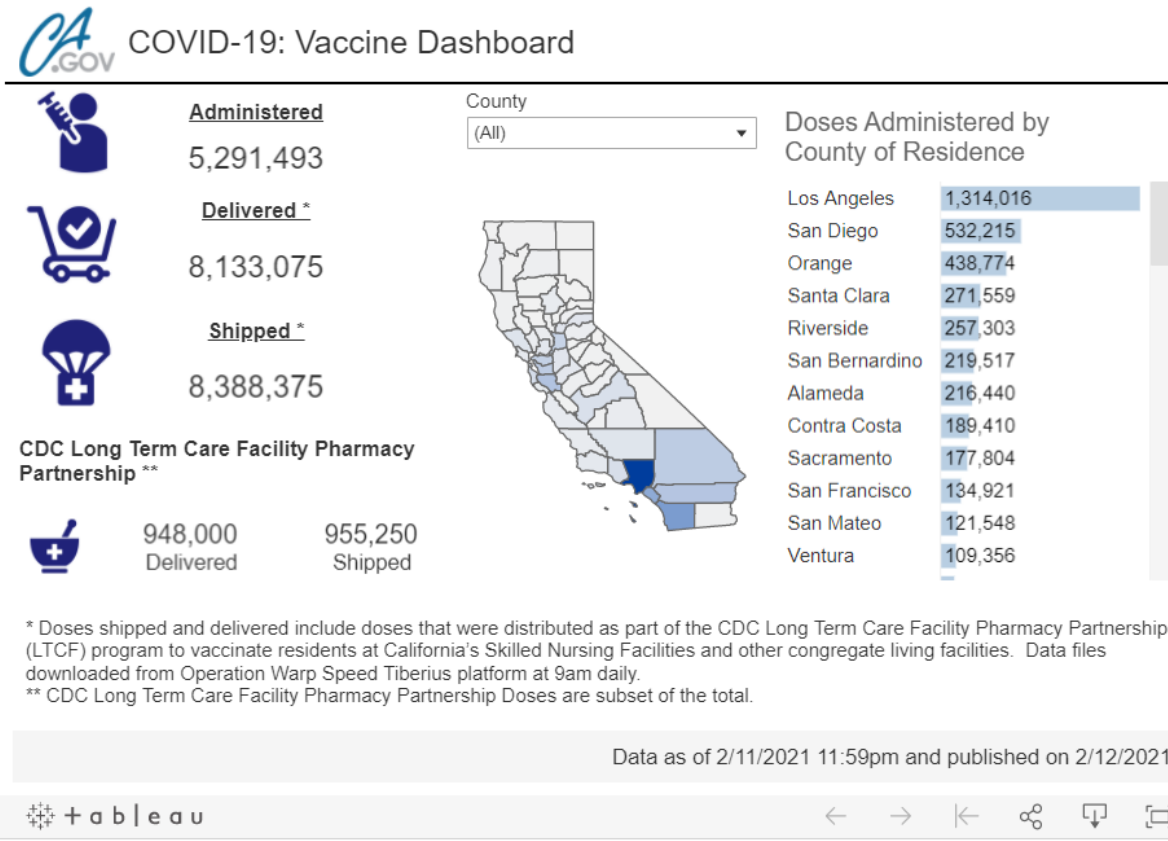 CA
.GOV
COVID-19: Vaccine Dashboard
Administered
5,291,493
Delivered *
8,133,075
Shipped *
8,388,375
CDC Long Term Care Facility Pharmacy
Partnership **
948,000
Delivered
955,250
Shipped
County
(All)
Doses Administered by
County of Residence
Los Angeles 1,314,016
San Diego 532,215
Orange 438,774
Santa Clara 271,559
Riverside 257,303
San Bernardino 219,517
Alameda 216,440
Contra Costa 189,410
Sacramento 177,804
San Francisco 134,921
San Mateo 121,548
Ventura 109,356
* Doses shipped and delivered include doses that were distributed as part of the CDC Long Term Care Facility Pharmacy Partnership
(LTCF) program to vaccinate residents at California's Skilled Nursing Facilities and other congregate living facilities. Data files
downloaded from Operation Warp Speed Tiberius platform at 9am daily.
** CDC Long Term Care Facility Pharmacy Partnership Doses are subset of the total.
Data as of 2/11/2021 11:59pm and published on 2/12/2021
+ableau